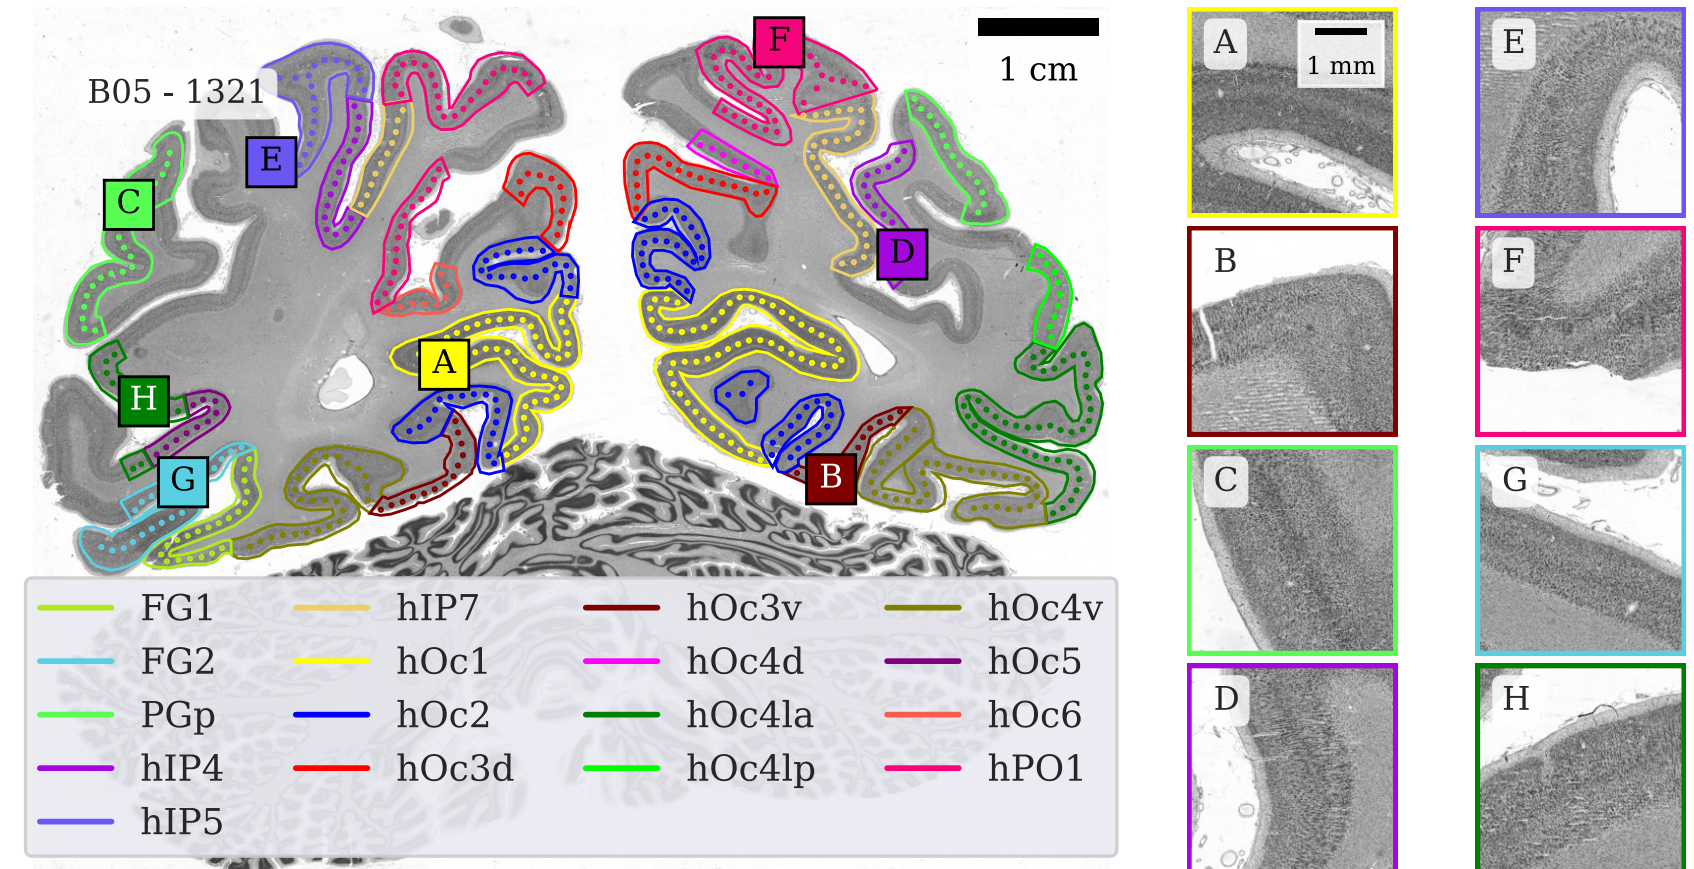 B05 - 1321
1 cm
F
E
C
D
A
H
G
B
FG1
FG2
PGp
hIP4
hIP5
hIP7
hOc1
hOc2
hOc3d
hOc3v
hOc4d
hOc4la
hOc4lp
hOc4v
hOc5
hOc6
hPO1
A
1 mm
B
C
D
E
F
G
H